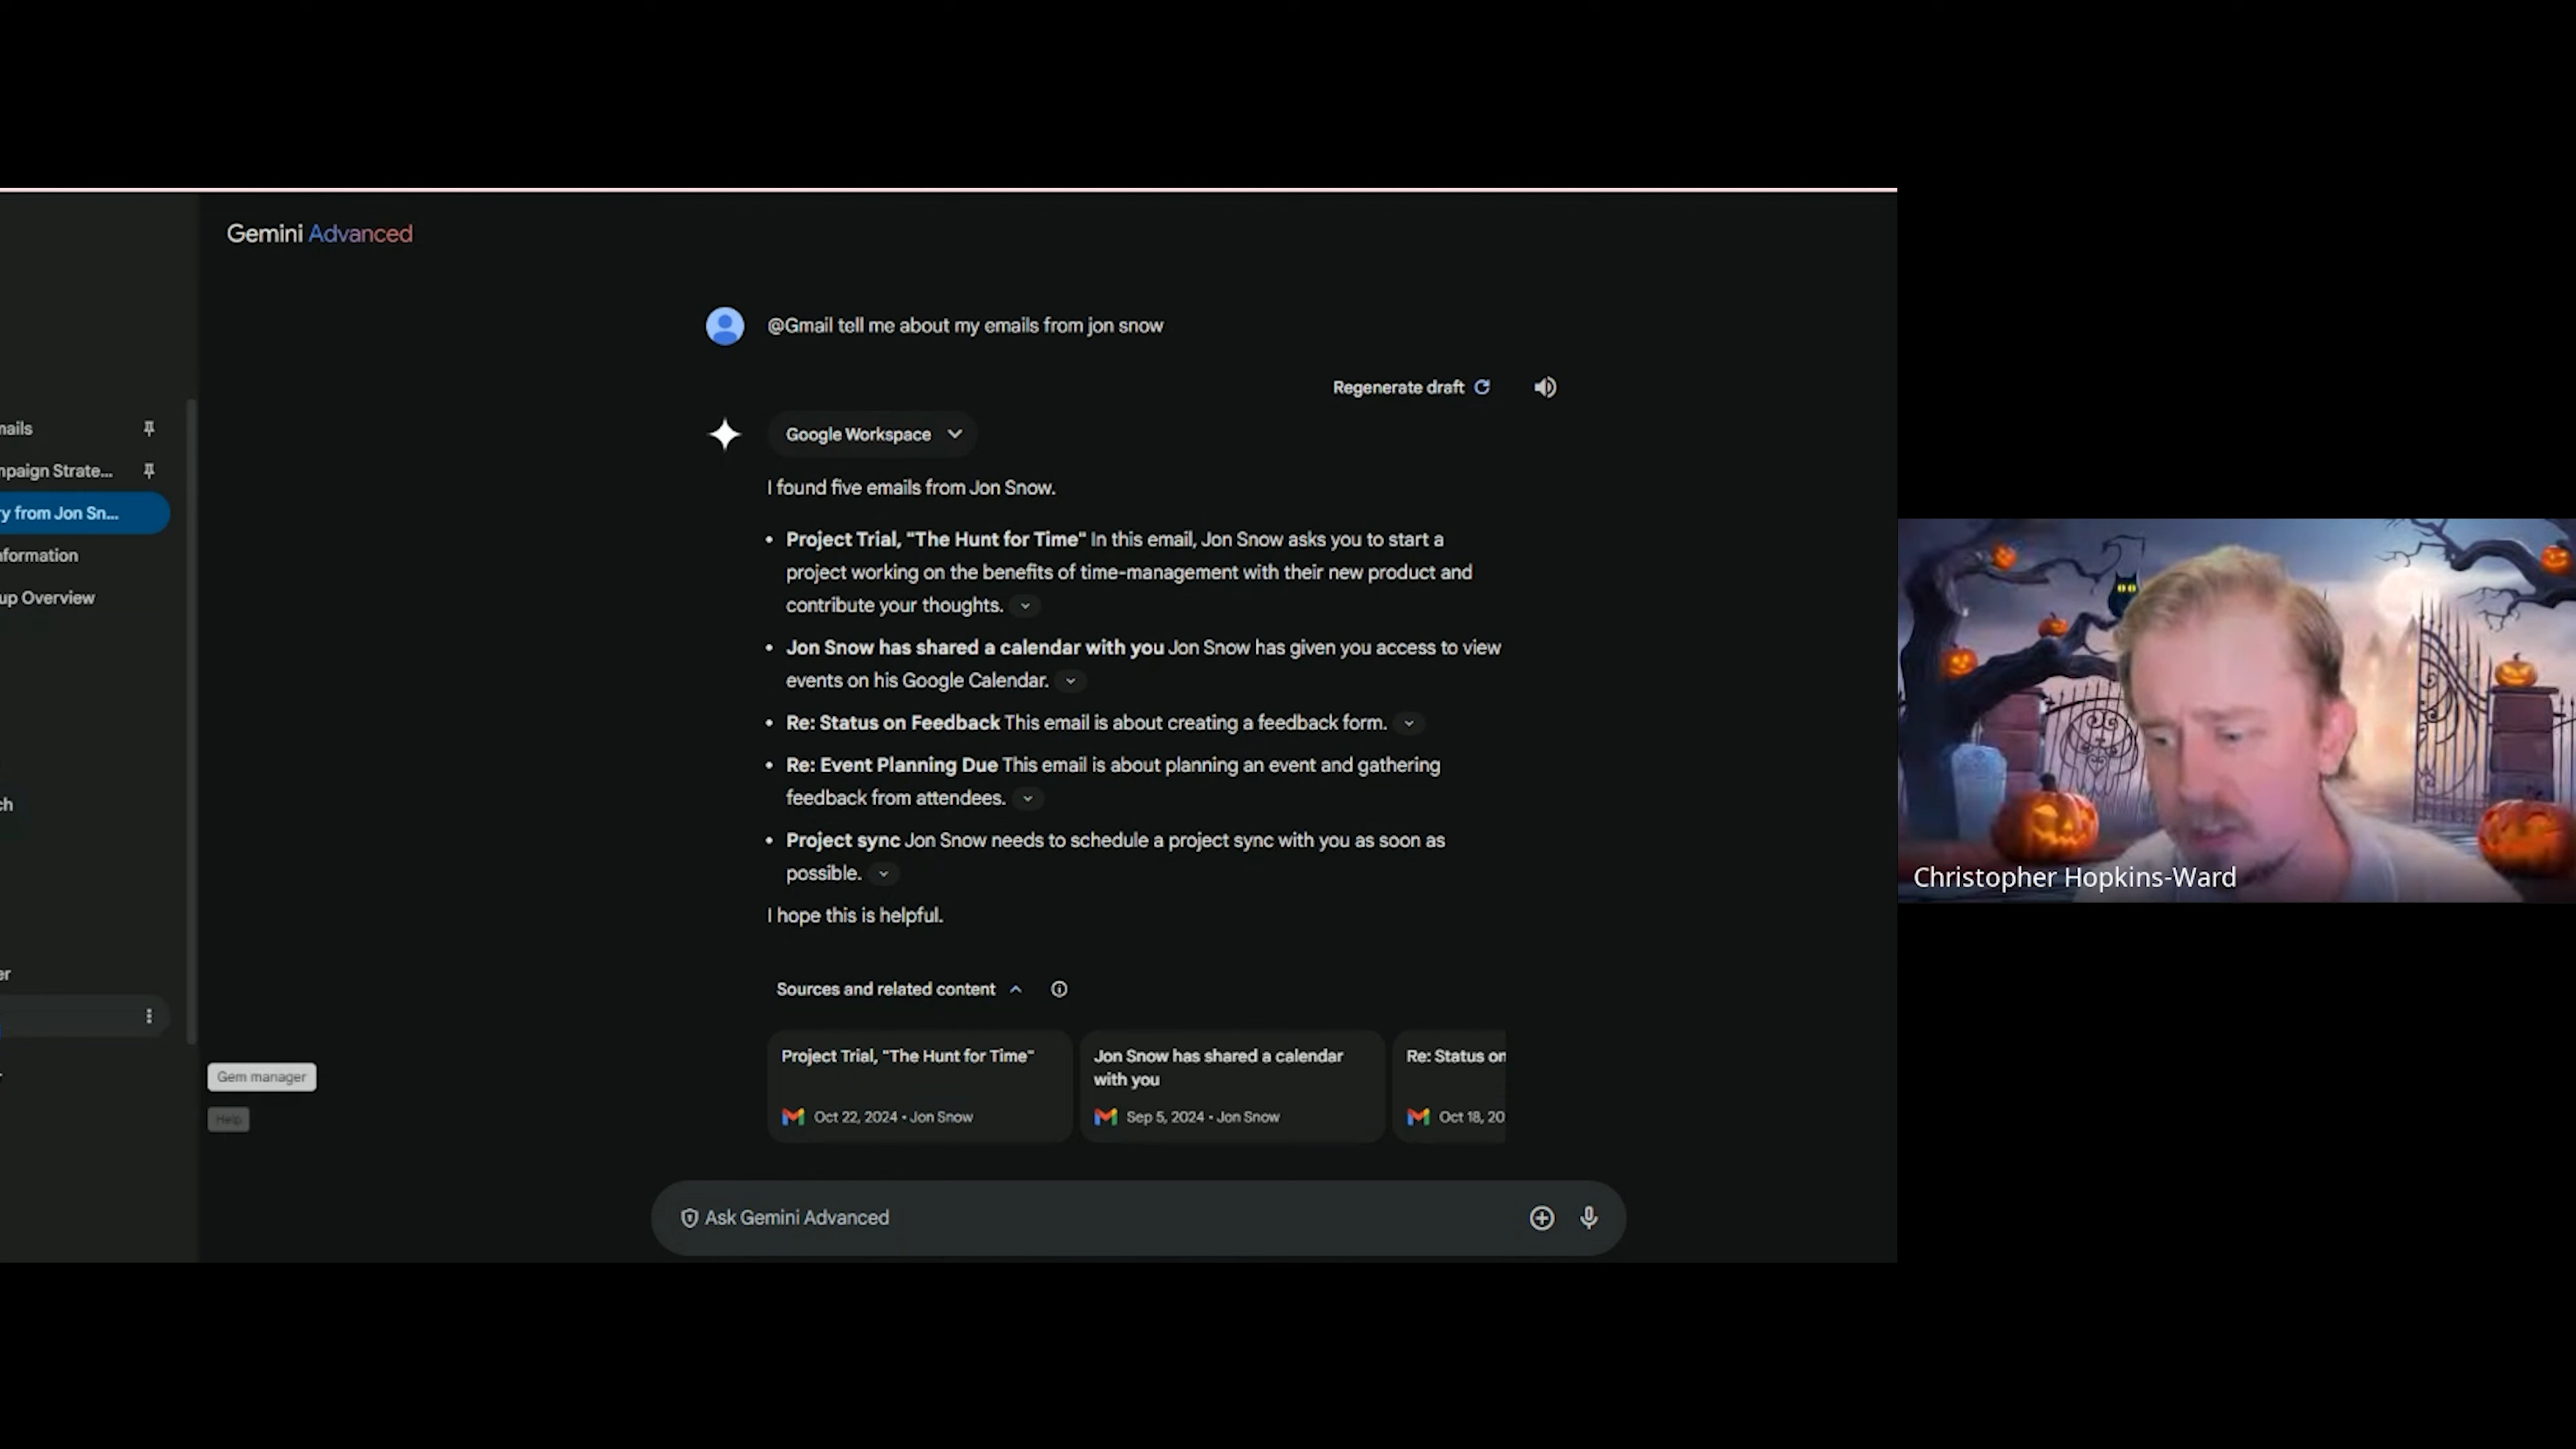 Gemini Advanced
@Gmail tell me about my emails from jon snow
Regenerate draft
Google Workspace
I found five emails from Jon Snow.
• Project Trial, "The Hunt for Time" In this email, Jon Snow asks you to start a
project working on the benefits of time-management with their new product and
contribute your thoughts.
• Jon Snow has shared a calendar with you Jon Snow has given you access to view
events on his Google Calendar.
• Re: Status on Feedback This email is about creating a feedback form.
• Re: Event Planning Due This email is about planning an event and gathering
feedback from attendees.
• Project sync Jon Snow needs to schedule a project sync with you as soon as
possible.
I hope this is helpful.
Sources and related content
Project Trial, "The Hunt for Time"
Oct 22, 2024 • Jon Snow
Jon Snow has shared a calendar
with you
Sep 5, 2024 • Jon Snow
Re: Status on
Oct 18, 20
Ask Gemini Advanced
nails
npaign Strate...
y from Jon Sn...
nformation
up Overview
ch
er
Gem manager
Help
Christopher Hopkins-Ward